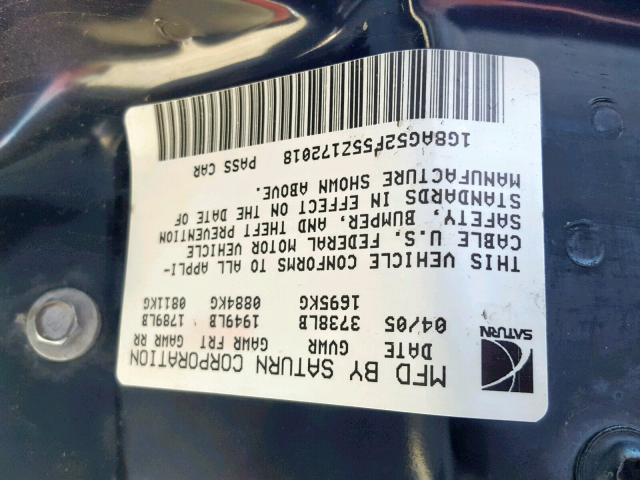 SATURN
MFD BY SATURN CORPORATION
DATE GVWR GAWR FRT GAWR RR
04/05 3738LB 1949LB 1789LB
1695KG 0884KG 0811KG
THIS VEHICLE CONFORMS TO ALL APPLI-
CABLE U.S. FEDERAL MOTOR VEHICLE
SAFETY, BUMPER, AND THEFT PREVENTION
STANDARDS IN EFFECT ON THE DATE OF
MANUFACTURE SHOWN ABOVE.
1G8AG52F55Z172018 PASS CAR